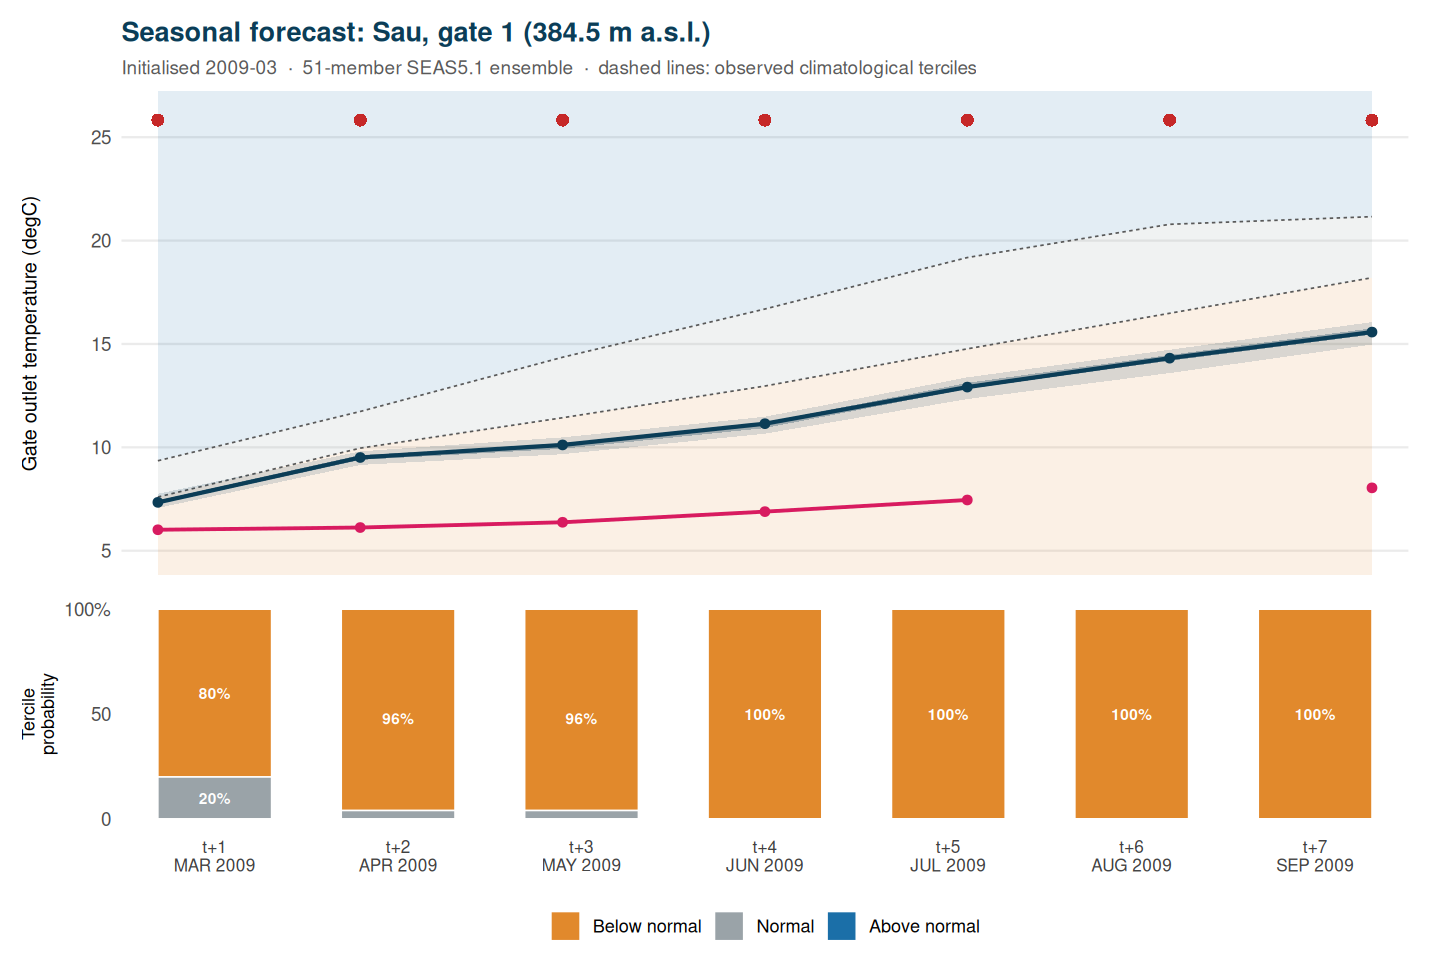 Seasonal forecast: Sau, gate 1 (384.5 m a.s.l.)
Initialised 2009-03 · 51-member SEAS5.1 ensemble · dashed lines: observed climatological terciles
Gate outlet temperature (degC)
25
20
15
10
5
Tercile
probability
100%
50
0
80%
20%
96%
96%
100%
100%
100%
100%
t+1
MAR 2009
t+2
APR 2009
t+3
MAY 2009
t+4
JUN 2009
t+5
JUL 2009
t+6
AUG 2009
t+7
SEP 2009
Below normal
Normal
Above normal